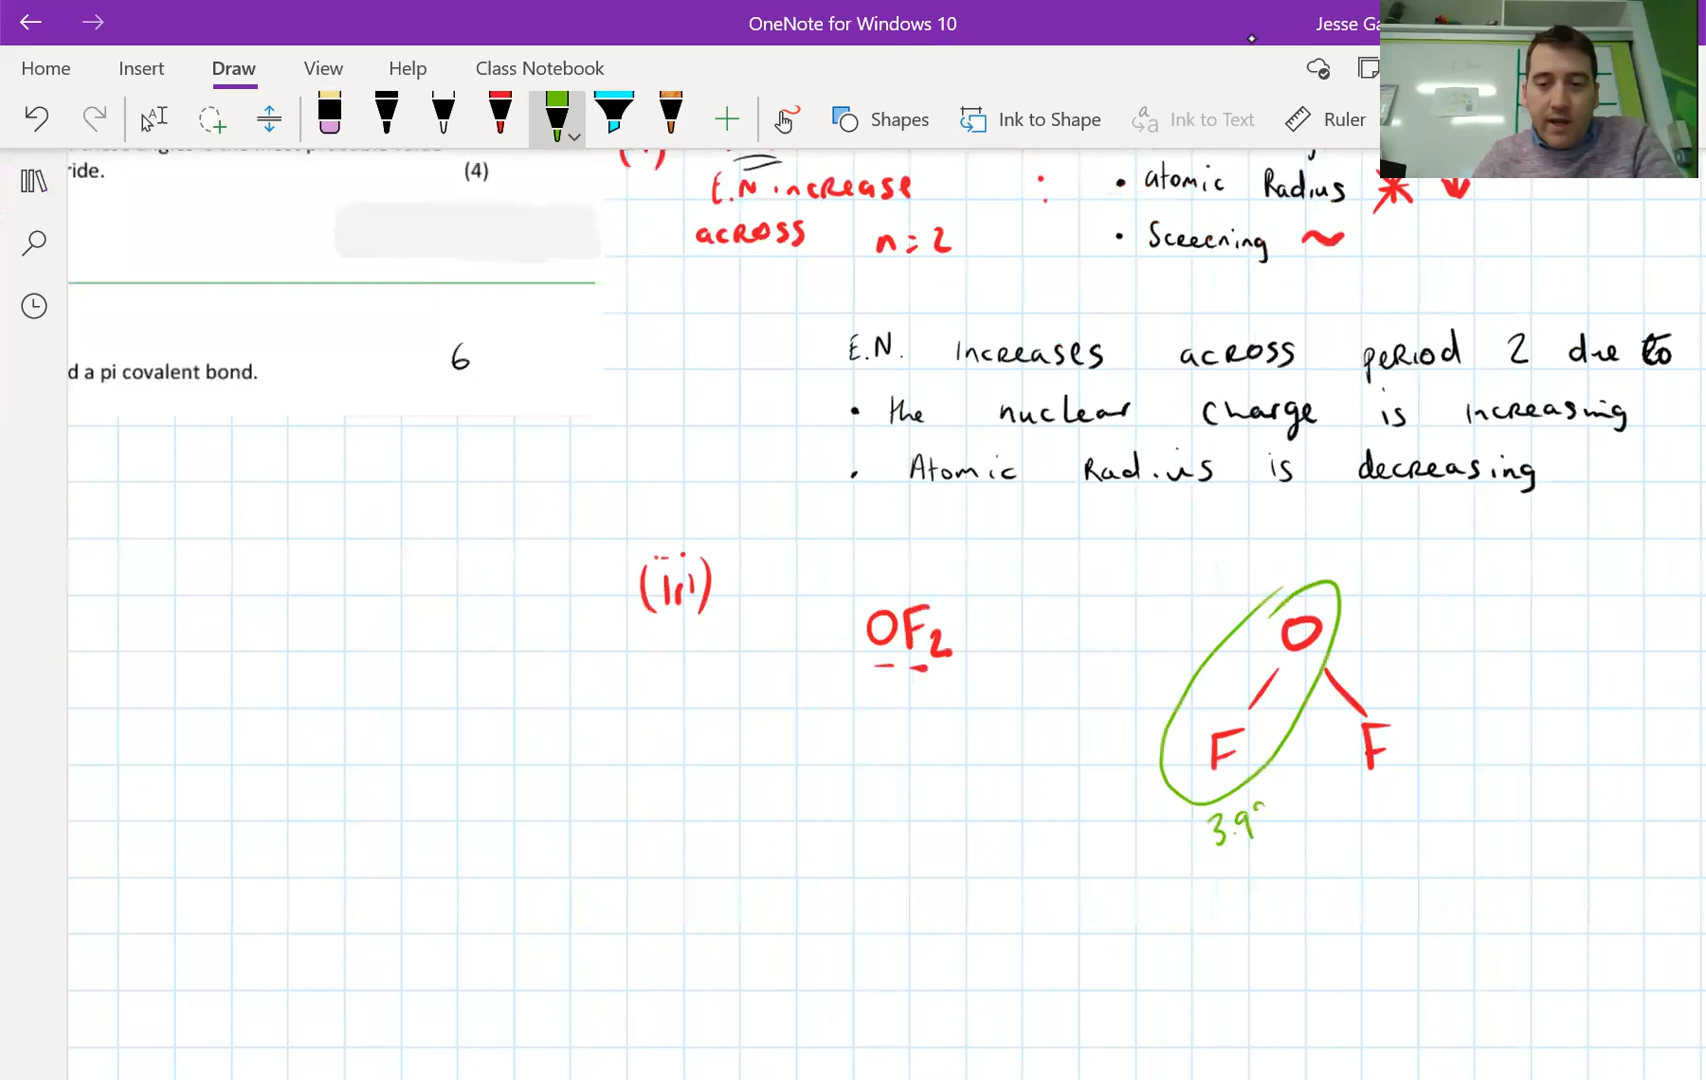 OneNote for Windows 10
Jesse Ga
Home Insert Draw View Help Class Notebook
Shapes Ink to Shape Ink to Text Ruler
ride.
(4)
E.N increase
across n=2
:
• Atomic Radius
• Screening ~
d a pi covalent bond.
6
E.N. increases across period 2 due to
• the nuclear charge is increasing
• Atomic Radius is decreasing
(iii)
OF2
O
F F
3.9